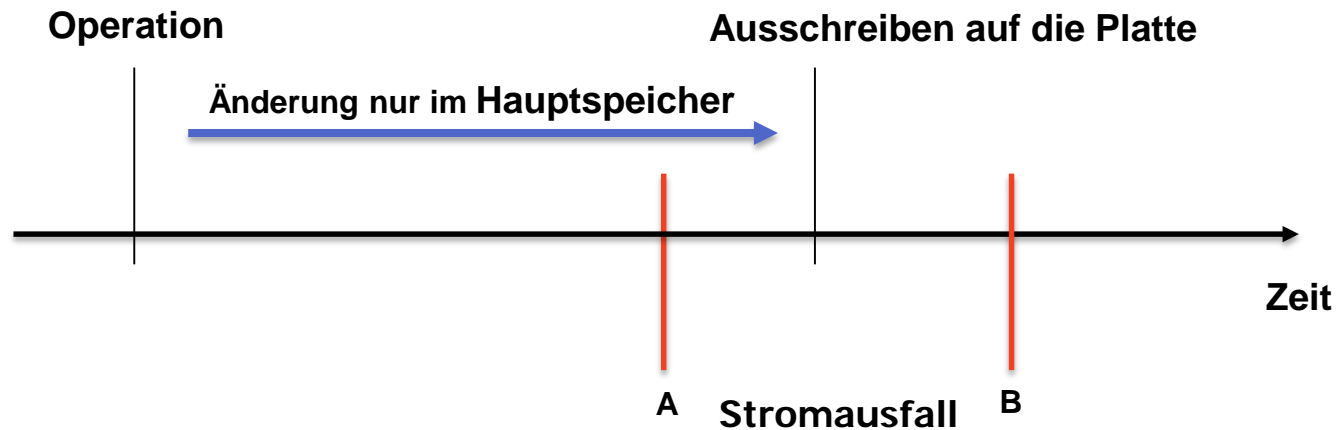 Operation
Ausschreiben auf die Platte
Änderung nur im Hauptspeicher
Zeit
A
Stromausfall
B